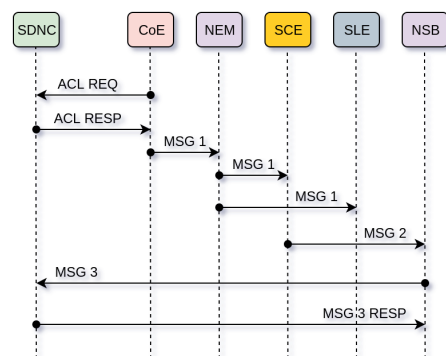 SDNC CoE NEM SCE SLE NSB
ACL REQ
ACL RESP
MSG 1
MSG 1
MSG 1
MSG 2
MSG 3
MSG 3 RESP